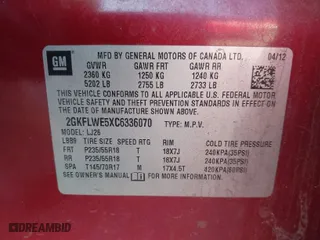 GM
MFD BY GENERAL MOTORS OF CANADA LTD.
04/12
GVWR GAWR FRT GAWR RR
2360 KG 1250 KG 1240 KG
5202 LB 2755 LB 2733 LB
THIS VEHICLE CONFORMS TO ALL APPLICABLE U.S. FEDERAL
MOTOR VEHICLE SAFETY AND THEFT PREVENTION STANDARDS
IN EFFECT ON THE DATE OF MANUFACTURE SHOWN ABOVE.
2GKFLWE5XC6336070 TYPE: M.P.V.
MODEL: LJ26
TIRE SIZE SPEED RTG RIM COLD TIRE PRESSURE
FRT P235/55R18 T 18X7J 240KPA(35PSI)
RR P235/55R18 T 18X7J 240KPA(35PSI)
SPA T145/70R17 M 17X4.5T 420KPA(60PSI)
SEE OWNER'S MANUAL FOR ADDITIONAL INFORMATION
BIDFAX